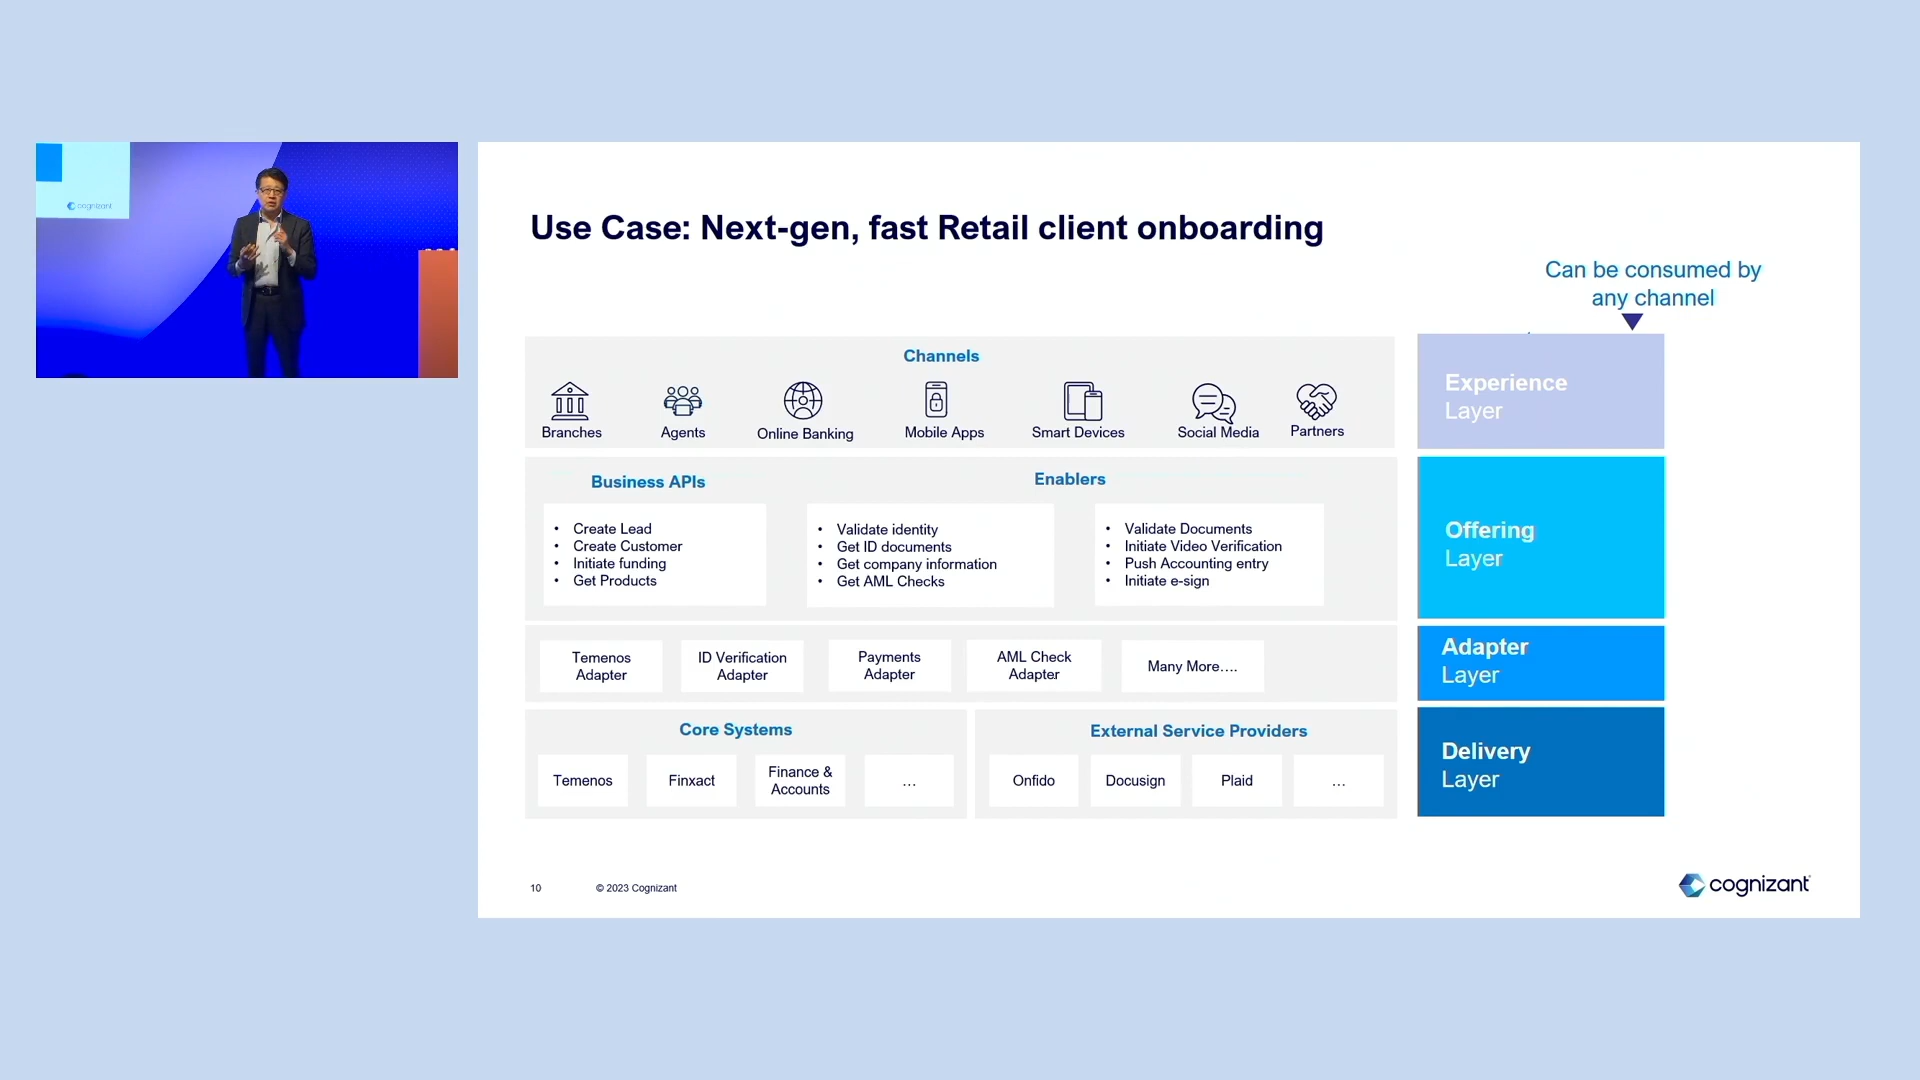 cognizant
Use Case: Next-gen, fast Retail client onboarding
Can be consumed by
any channel
Channels
Branches
Agents
Online Banking
Mobile Apps
Smart Devices
Social Media
Partners
Experience
Layer
Business APIs
• Create Lead
• Create Customer
• Initiate funding
• Get Products
Enablers
• Validate identity
• Get ID documents
• Get company information
• Get AML Checks
• Validate Documents
• Initiate Video Verification
• Push Accounting entry
• Initiate e-sign
Offering
Layer
Temenos
Adapter
ID Verification
Adapter
Payments
Adapter
AML Check
Adapter
Many More….
Adapter
Layer
Core Systems
Temenos
Finxact
Finance &
Accounts
…
External Service Providers
Onfido
Docusign
Plaid
…
Delivery
Layer
10
© 2023 Cognizant
cognizant